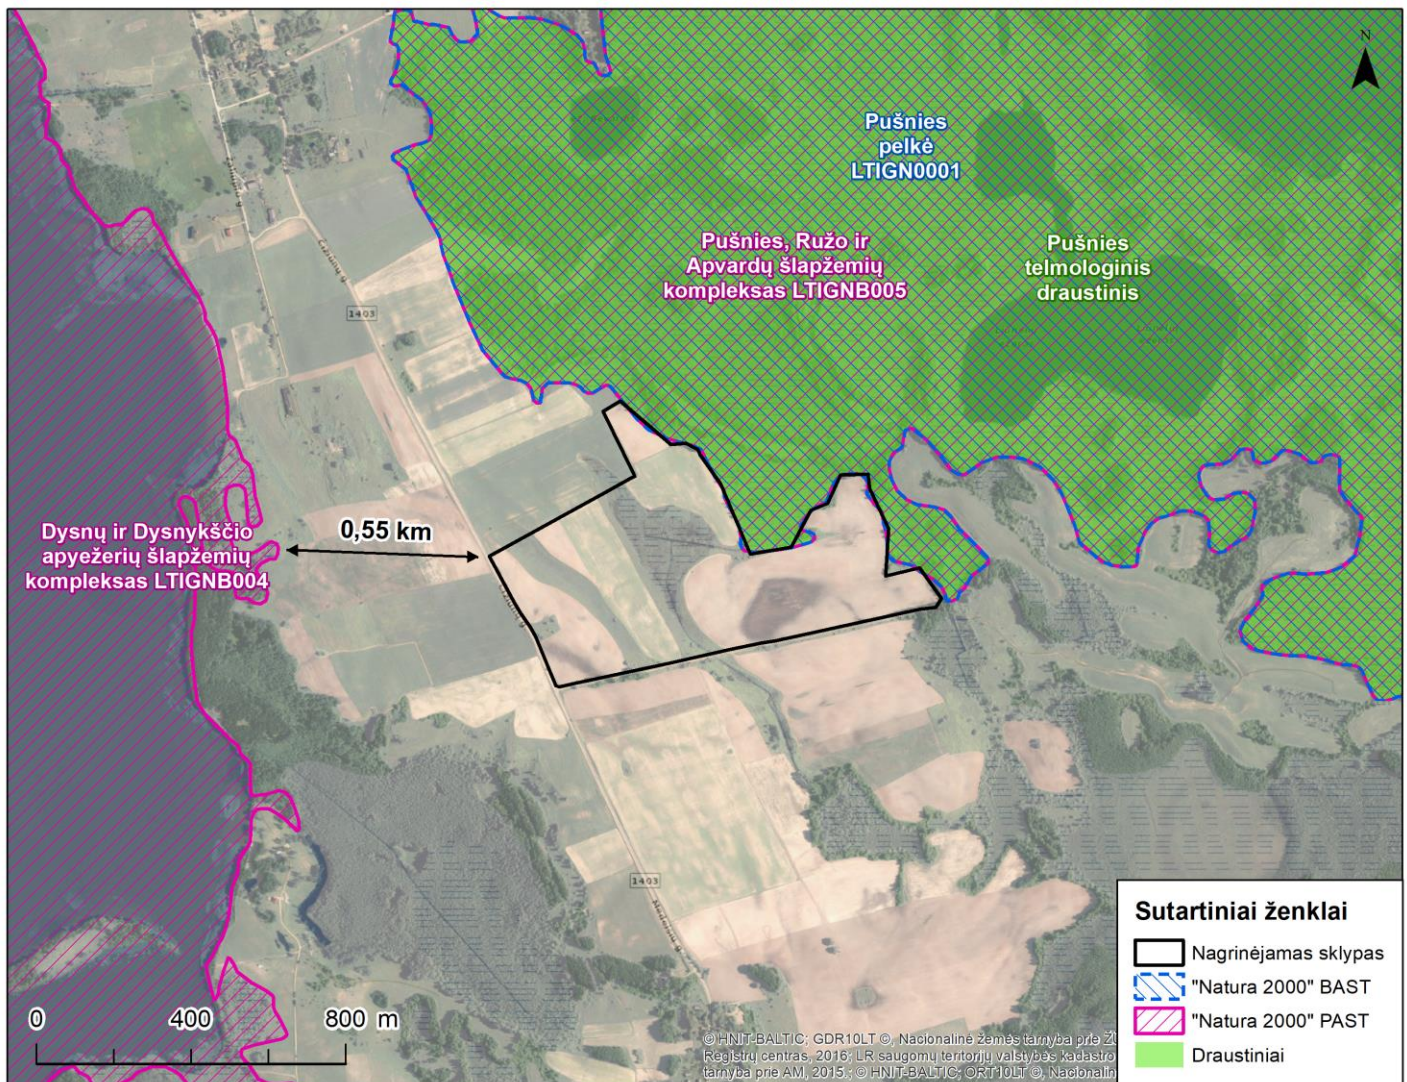 N
Pušnies
pelkė
LTIGN0001
Pušnies, Ružo ir
Apvardų šlapžemių
kompleksas LTIGNB005
Pušnies
telmologinis
draustinis
1403
0,55 km
Dysnų ir Dysnykščio
apyežerių šlapžemių
kompleksas LTIGNB004
1403
0 400 800 m
Sutartiniai ženklai
Nagrinėjamas sklypas
"Natura 2000" BAST
"Natura 2000" PAST
Draustiniai
© HNIT-BALTIC; GDR10LT ©, Nacionalinė žemės tarnyba prie
Registrų centras, 2016; LR saugomų teritorijų valstybės kadastro
tarnyba prie AM, 2015.; © HNIT-BALTIC; ORT10LT ©,